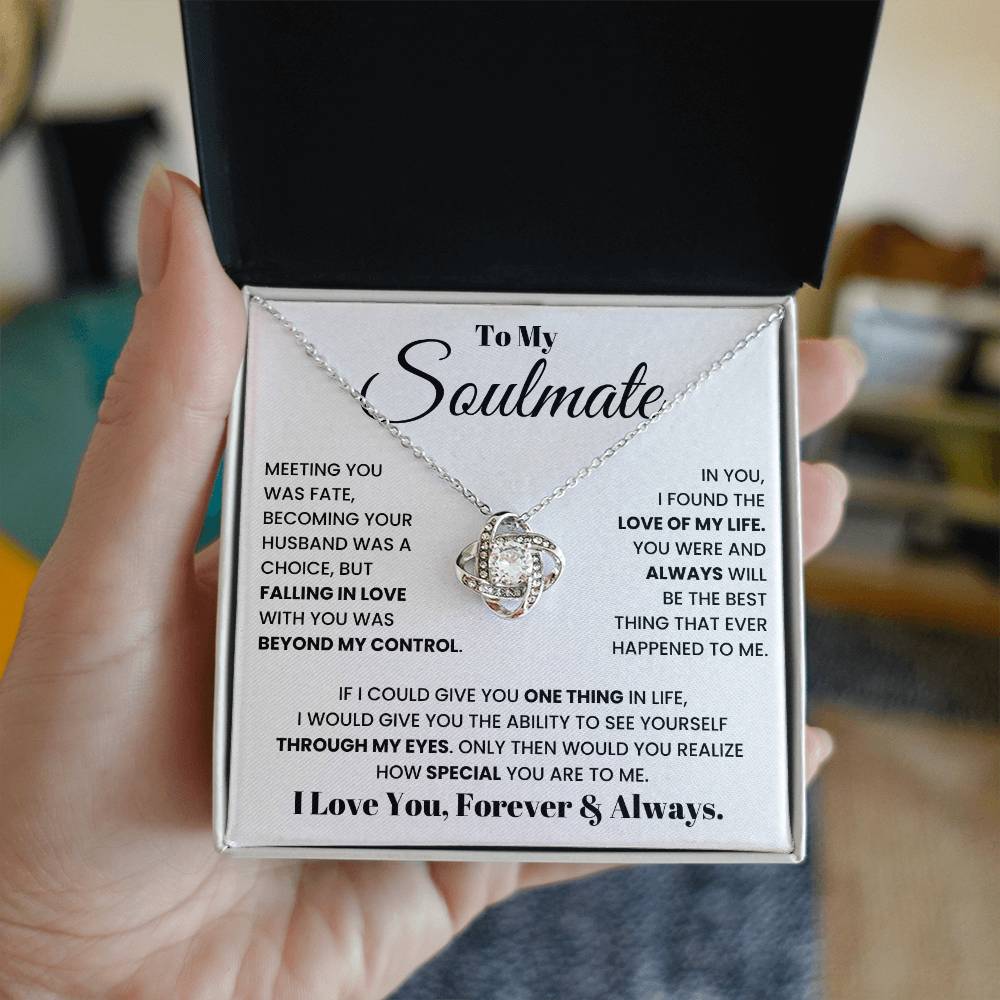 To My
Soulmate
MEETING YOU
WAS FATE,
BECOMING YOUR
HUSBAND WAS A
CHOICE, BUT
FALLING IN LOVE
WITH YOU WAS
BEYOND MY CONTROL.
IN YOU,
I FOUND THE
LOVE OF MY LIFE.
YOU WERE AND
ALWAYS WILL
BE THE BEST
THING THAT EVER
HAPPENED TO ME.
IF I COULD GIVE YOU ONE THING IN LIFE,
I WOULD GIVE YOU THE ABILITY TO SEE YOURSELF
THROUGH MY EYES. ONLY THEN WOULD YOU REALIZE
HOW SPECIAL YOU ARE TO ME.
I Love You, Forever & Always.